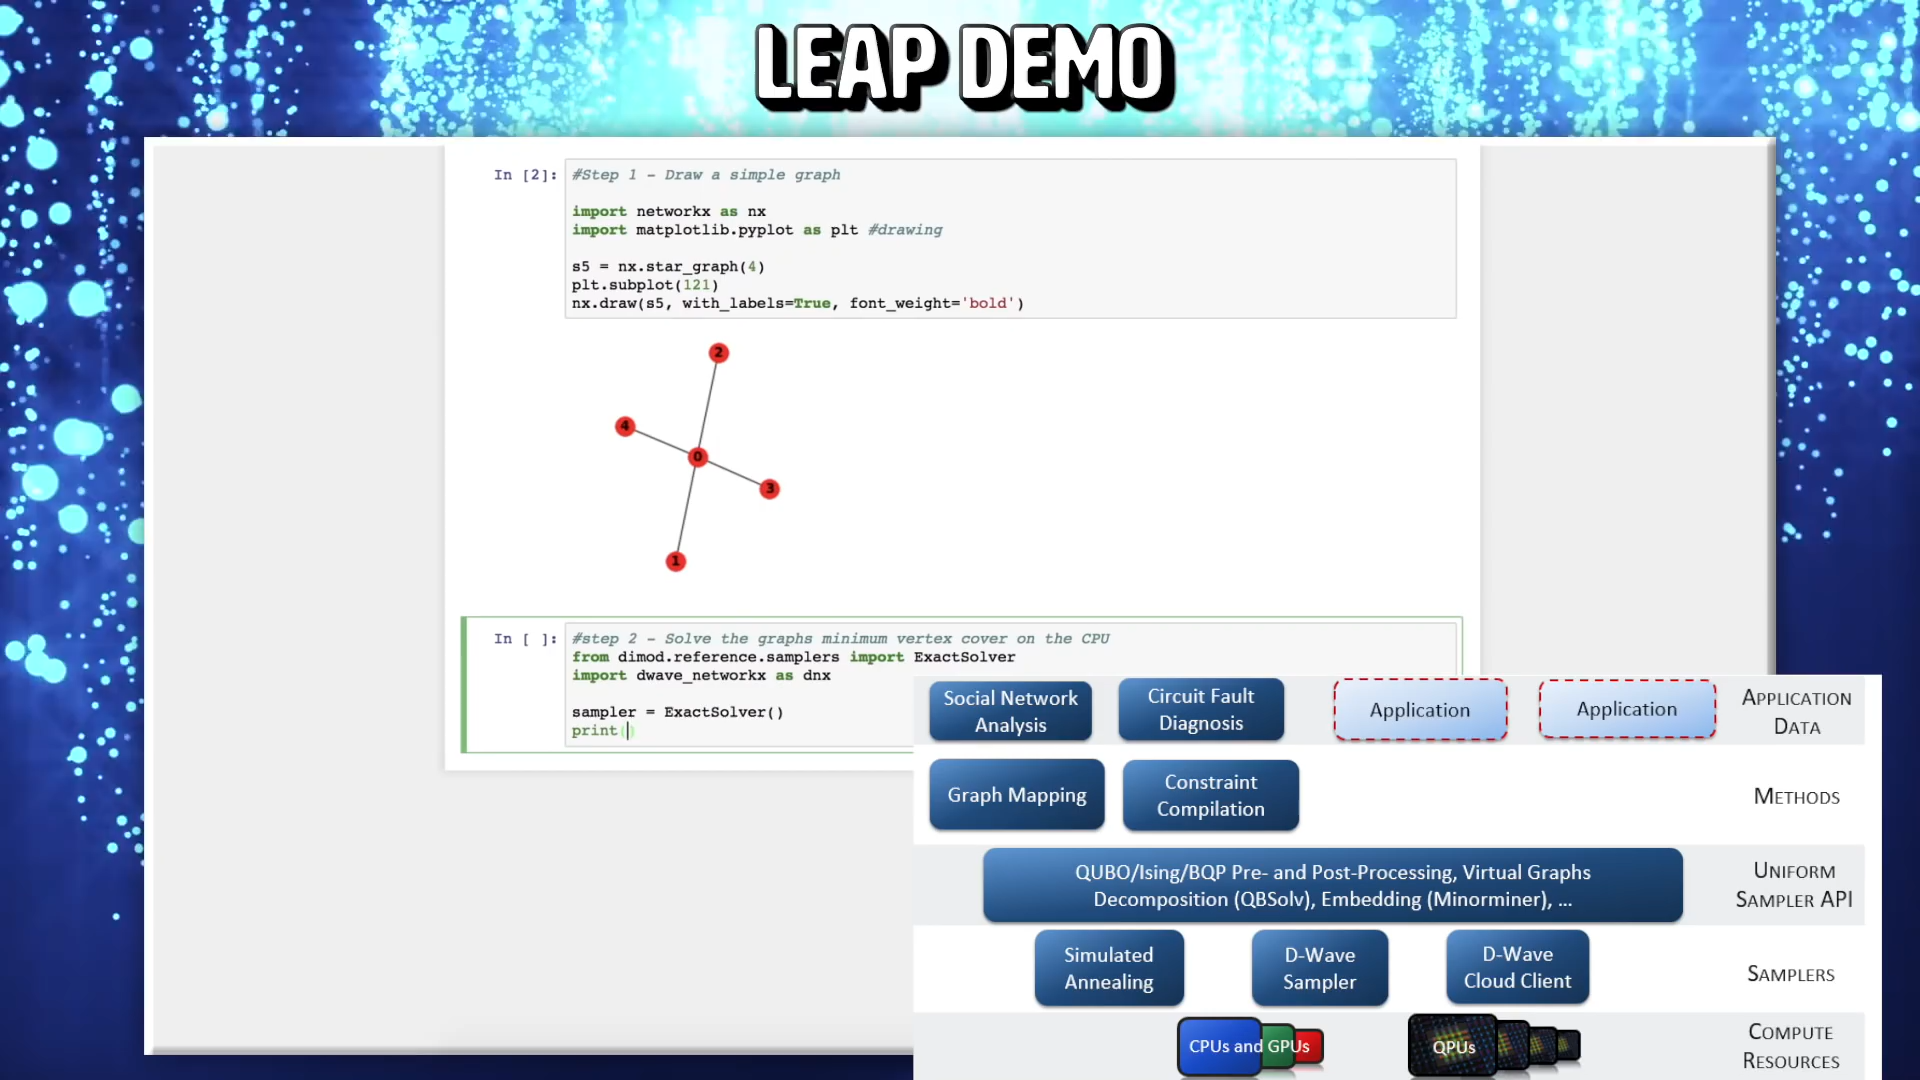 LEAP DEMO
In [2]:
#Step 1 - Draw a simple graph
import networkx as nx
import matplotlib.pyplot as plt #drawing
s5 = nx.star_graph(4)
plt.subplot(121)
nx.draw(s5, with_labels=True, font_weight='bold')
2
4
0
3
1
In [ ]:
#step 2 - Solve the graphs minimum vertex cover on the CPU
from dimod.reference.samplers import ExactSolver
import dwave_networkx as dnx
sampler = ExactSolver()
print()
Social Network
Analysis
Circuit Fault
Diagnosis
Application
Application
APPLICATION
DATA
Graph Mapping
Constraint
Compilation
METHODS
QUBO/Ising/BQP Pre- and Post-Processing, Virtual Graphs
Decomposition (QBSolv), Embedding (Minorminer), ...
UNIFORM
SAMPLER API
Simulated
Annealing
D-Wave
Sampler
D-Wave
Cloud Client
SAMPLERS
CPUs and GPUs
QPUs
COMPUTE
RESOURCES